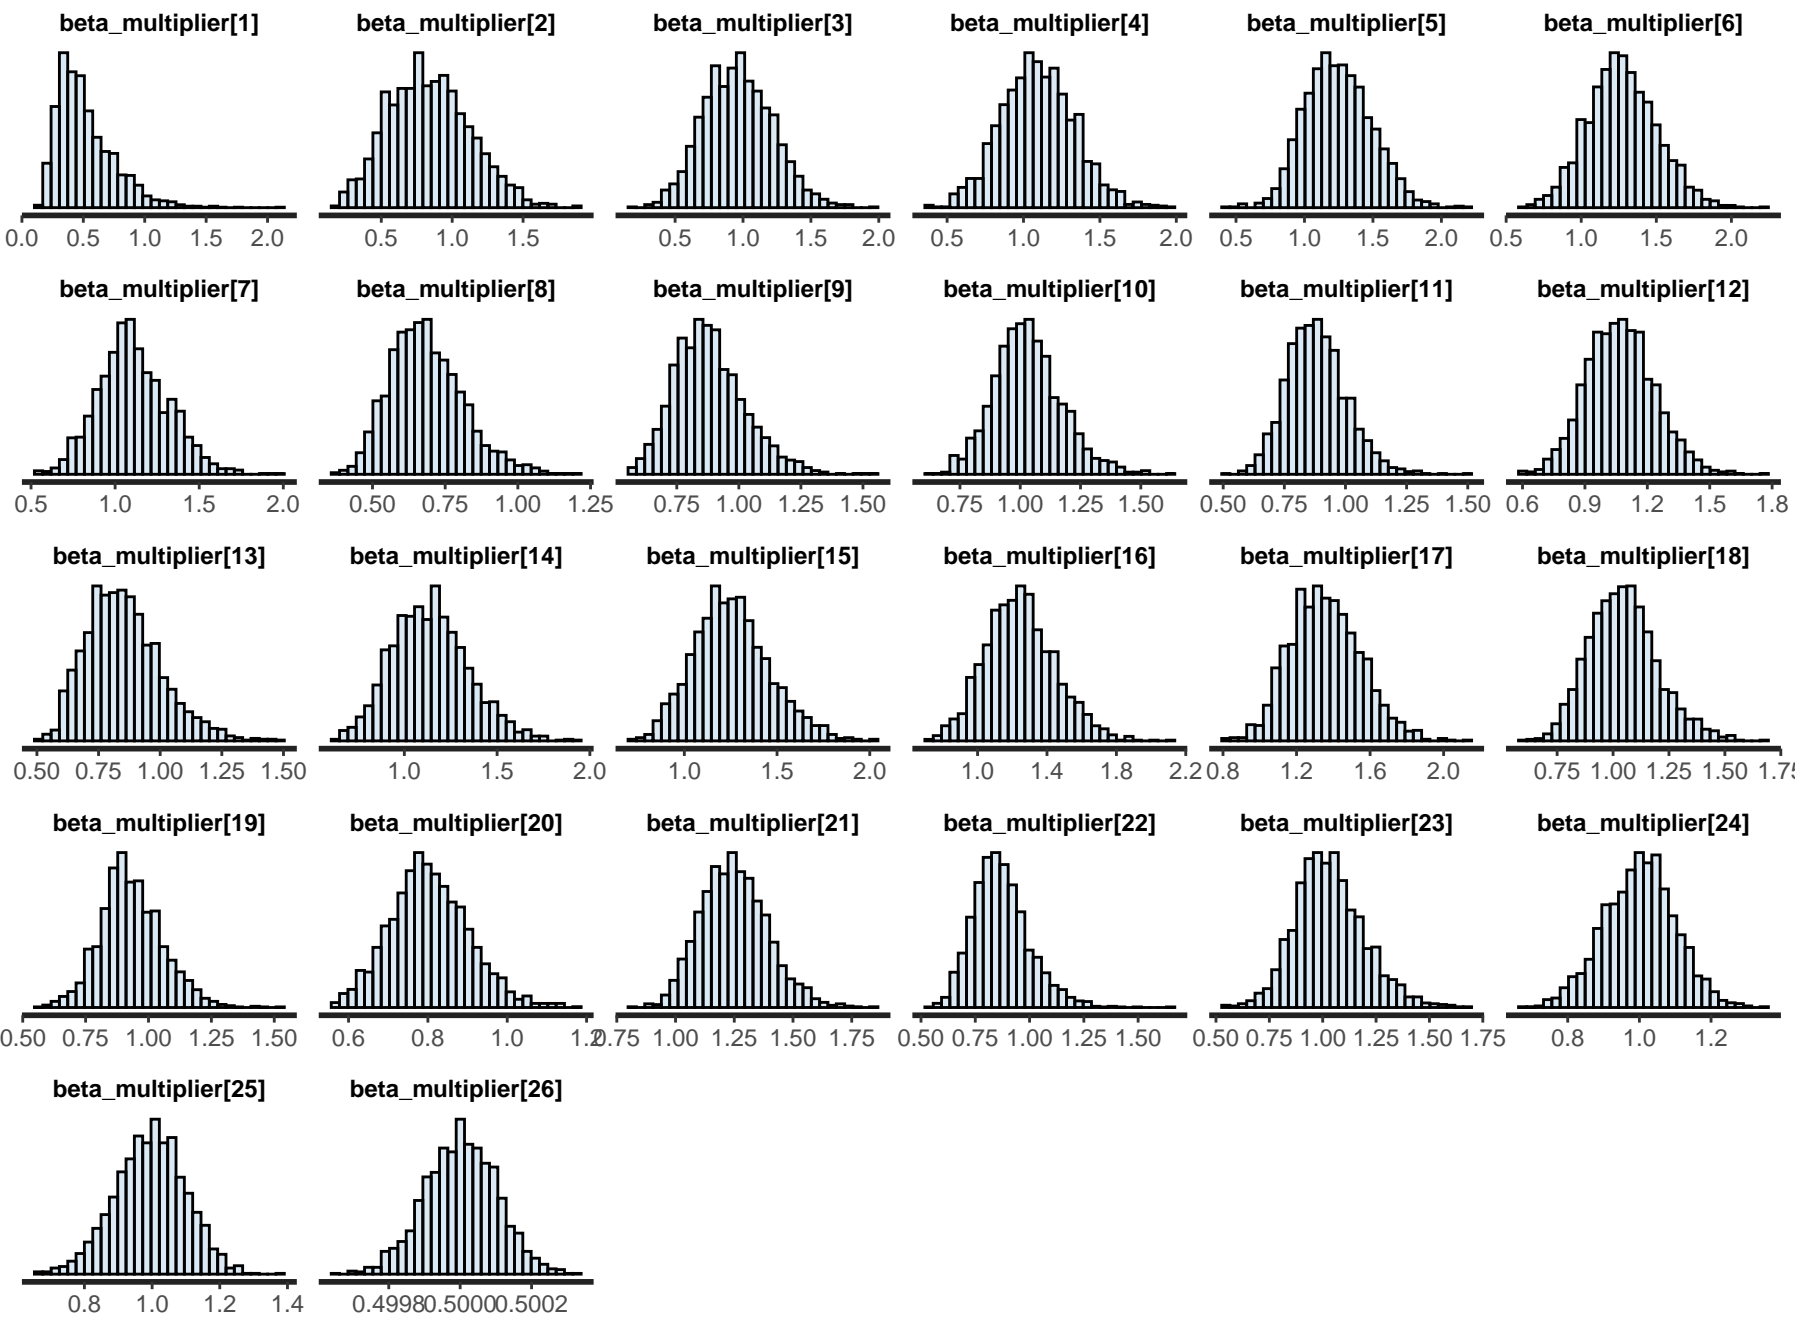 beta_multiplier[1] beta_multiplier[2] beta_multiplier[3] beta_multiplier[4] beta_multiplier[5] beta_multiplier[6]
0.0 0.5 1.0 1.5 2.0 0.5 1.0 1.5 0.5 1.0 1.5 2.0 0.5 1.0 1.5 2.0 0.5 1.0 1.5 2.0 0.5 1.0 1.5 2.0
beta_multiplier[7] beta_multiplier[8] beta_multiplier[9] beta_multiplier[10] beta_multiplier[11] beta_multiplier[12]
0.5 1.0 1.5 2.0 0.50 0.75 1.00 1.25 0.75 1.00 1.25 1.50 0.75 1.00 1.25 1.50 0.50 0.75 1.00 1.25 1.50 0.6 0.9 1.2 1.5 1.8
beta_multiplier[13] beta_multiplier[14] beta_multiplier[15] beta_multiplier[16] beta_multiplier[17] beta_multiplier[18]
0.50 0.75 1.00 1.25 1.50 1.0 1.5 2.0 1.0 1.5 2.0 1.0 1.4 1.8 2.2 0.8 1.2 1.6 2.0 0.75 1.00 1.25 1.50 1.75
beta_multiplier[19] beta_multiplier[20] beta_multiplier[21] beta_multiplier[22] beta_multiplier[23] beta_multiplier[24]
0.50 0.75 1.00 1.25 1.50 0.6 0.8 1.0 1.2 0.75 1.00 1.25 1.50 1.75 0.50 0.75 1.00 1.25 1.50 0.50 0.75 1.00 1.25 1.50 1.75 0.8 1.0 1.2
beta_multiplier[25] beta_multiplier[26]
0.8 1.0 1.2 1.4 0.4998 0.5000 0.5002